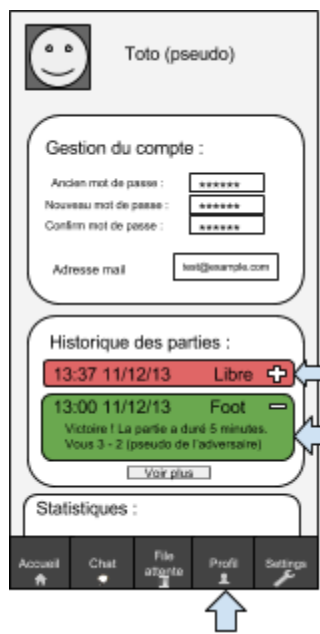 Toto (pseudo)
Gestion du compte :
Ancien mot de passe : ******
Nouveau mot de passe : ******
Confirm mot de passe : ******
Adresse mail test@example.com
Historique des parties :
13:37 11/12/13 Libre
13:00 11/12/13 Foot
Victoire ! La partie a duré 5 minutes.
Vous 3 - 2 (pseudo de l'adversaire)
Voir plus
Statistiques :
Accueil Chat File attente Profil Settings